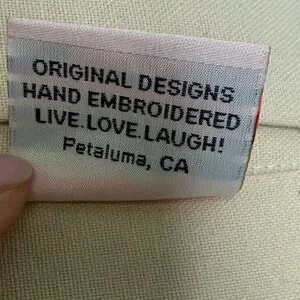 ORIGINAL DESIGNS
HAND EMBROIDERED
LIVE.LOVE.LAUGH!
Petaluma, CA